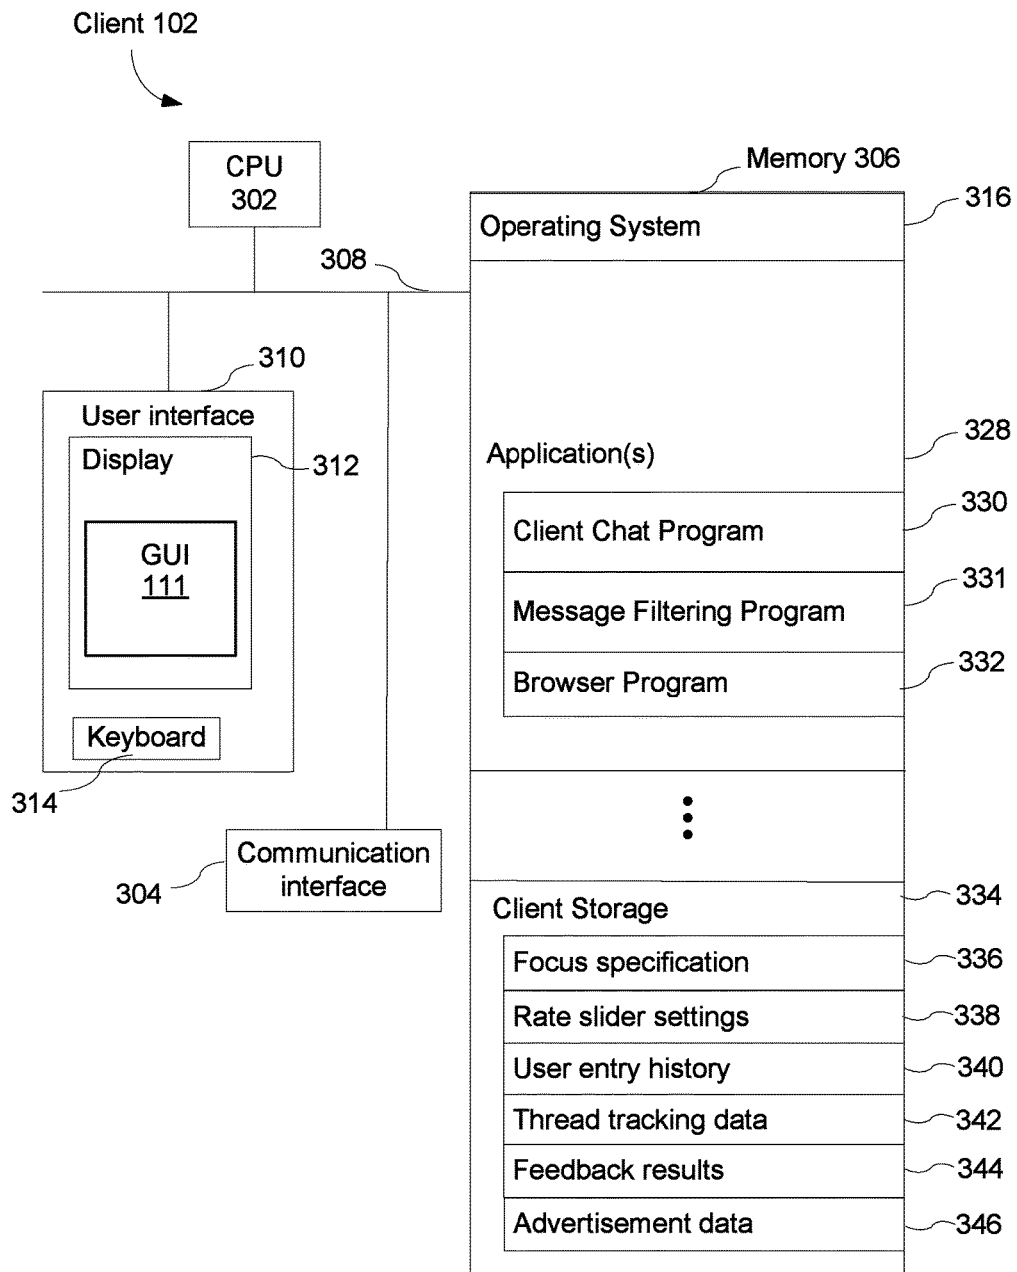 Client 102
CPU
302
Memory 306
316
Operating System
308
310
User interface
Display
312
GUI
111
Keyboard
314
Communication
interface
304
328
Application(s)
330
Client Chat Program
331
Message Filtering Program
332
Browser Program
334
Client Storage
Focus specification
336
Rate slider settings
338
User entry history
340
Thread tracking data
342
Feedback results
344
Advertisement data
346